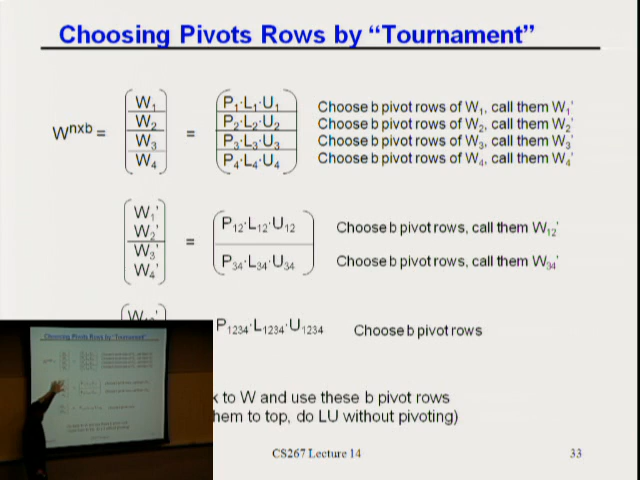 Choosing Pivots Rows by “Tournament”
W^nxb = W₁ = P₁·L₁·U₁ Choose b pivot rows of W₁, call them W₁'
W₂ P₂·L₂·U₂ Choose b pivot rows of W₂, call them W₂'
W₃ P₃·L₃·U₃ Choose b pivot rows of W₃, call them W₃'
W₄ P₄·L₄·U₄ Choose b pivot rows of W₄, call them W₄'
W₁'
W₂' P₁₂·L₁₂·U₁₂ Choose b pivot rows, call them W₁₂'
=
W₃' P₃₄·L₃₄·U₃₄ Choose b pivot rows, call them W₃₄'
W₄'
P₁₂₃₄·L₁₂₃₄·U₁₂₃₄ Choose b pivot rows
to W and use these b pivot rows
to top, do LU without pivoting)
CS267 Lecture 14 33
Choosing Pivots Rows by “Tournament”